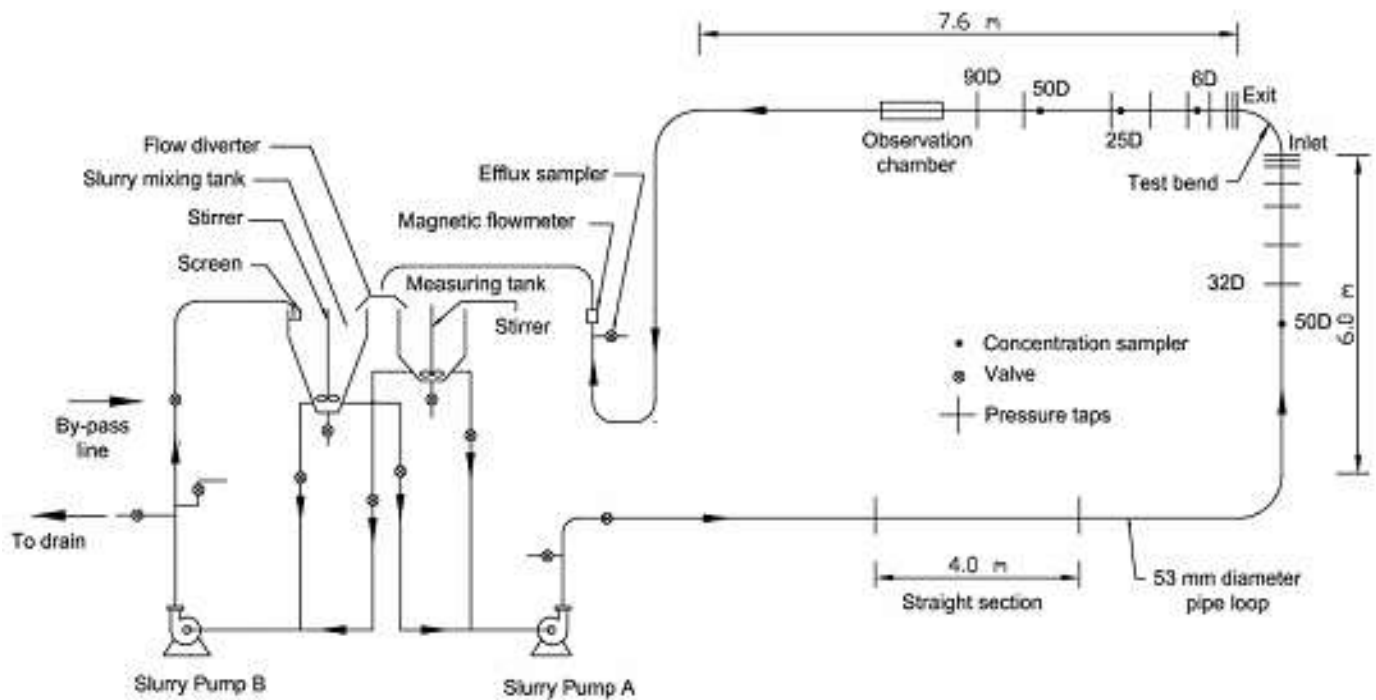 7.6 m
90D
50D
6D
Exit
25D
Inlet
Observation
chamber
Test bend
Flow diverter
Slurry mixing tank
Stirrer
Screen
Efflux sampler
Magnetic flowmeter
Measuring tank
Stirrer
32D
50D
6.0 m
Concentration sampler
Valve
Pressure taps
By-pass
line
To drain
4.0 m
Straight section
53 mm diameter
pipe loop
Slurry Pump B
Slurry Pump A